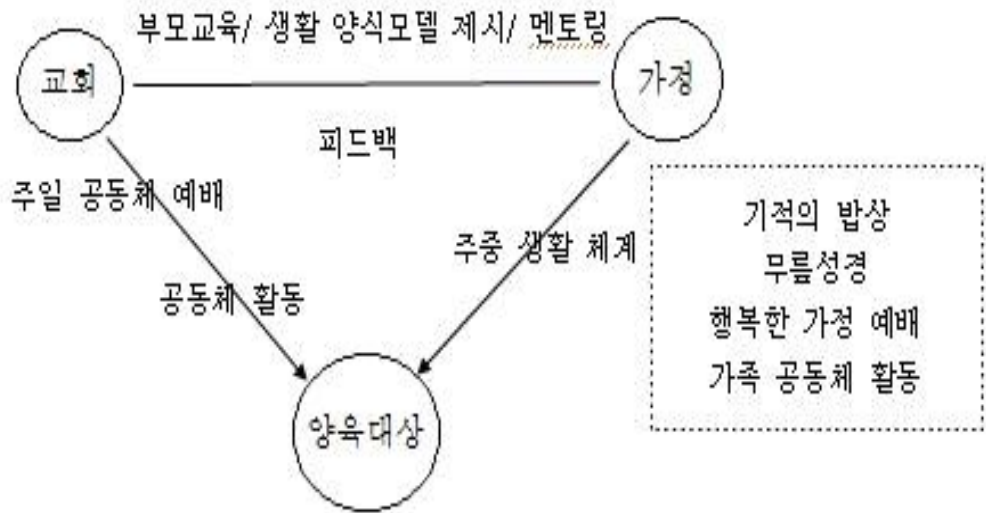 부모교육/ 생활 양식모델 제시/ 멘토링
교회
가정
피드백
주일 공동체 예배
공동체 활동
주중 생활 체계
기적의 밥상
무릎성경
행복한 가정 예배
가족 공동체 활동
양육대상